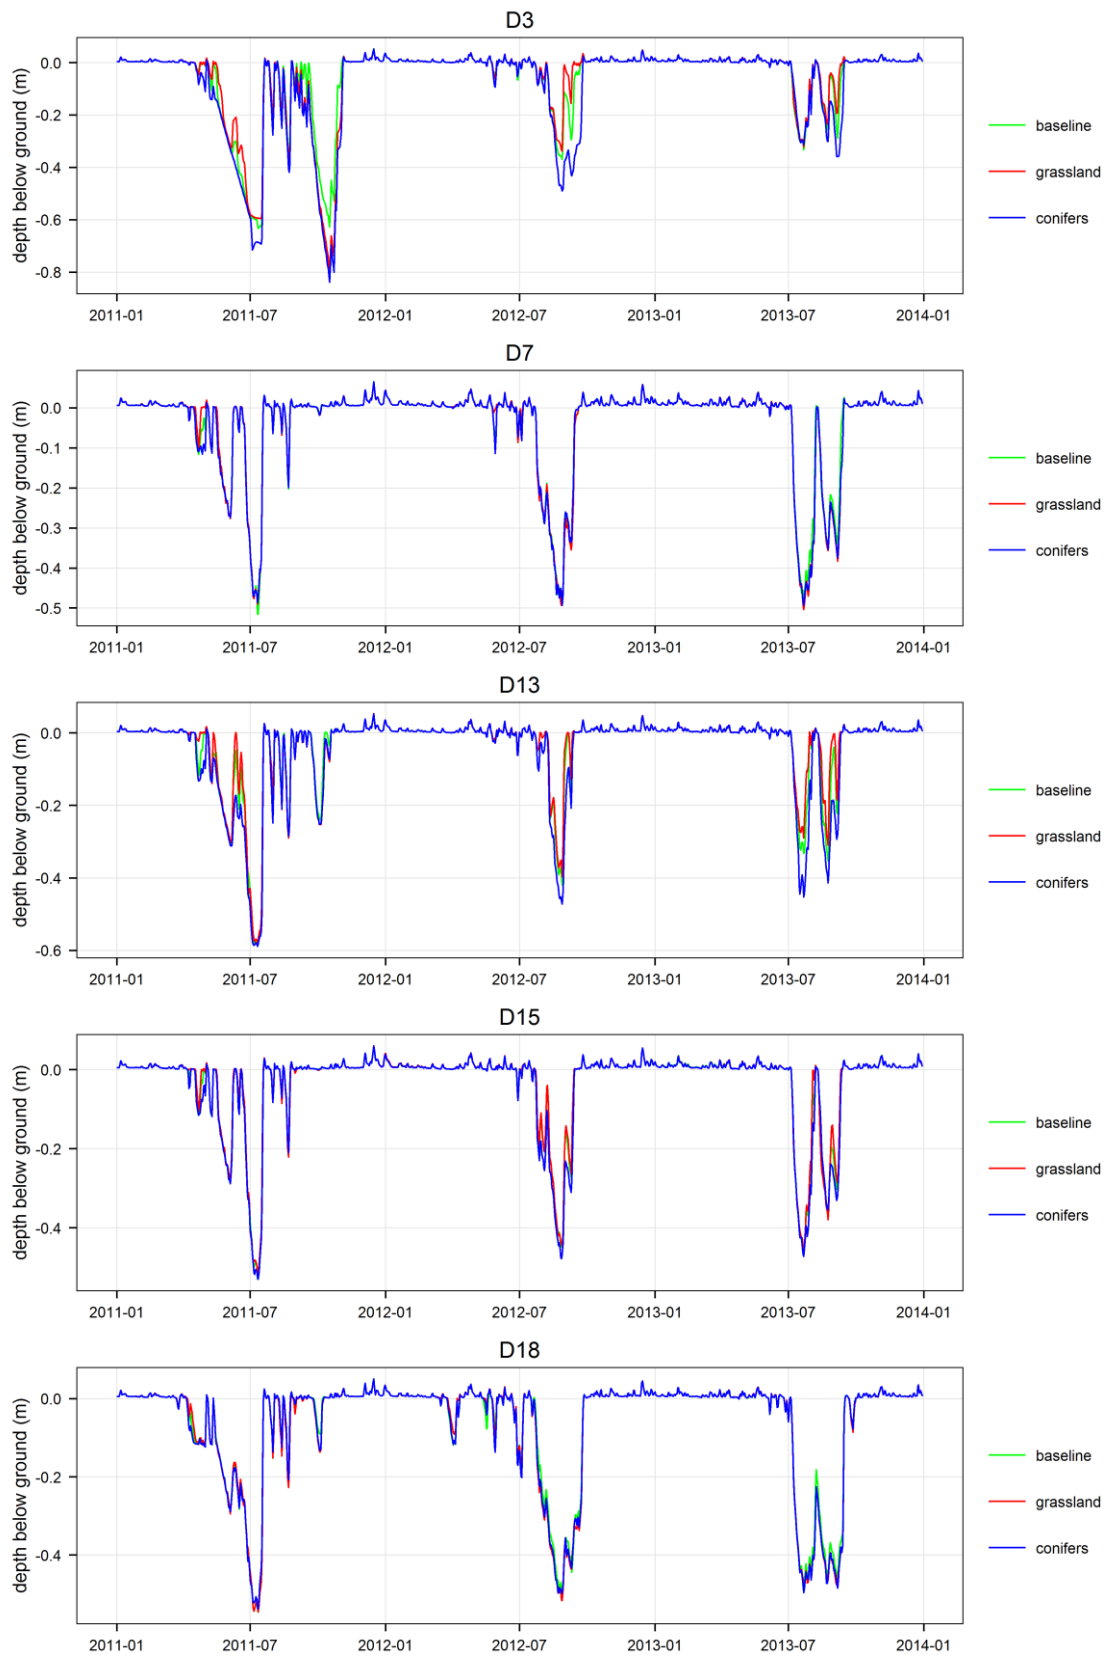 D3
depth below ground (m)
0.0
-0.2
-0.4
-0.6
-0.8
2011-01 2011-07 2012-01 2012-07 2013-01 2013-07 2014-01
baseline
grassland
conifers
D7
depth below ground (m)
0.0
-0.1
-0.2
-0.3
-0.4
-0.5
2011-01 2011-07 2012-01 2012-07 2013-01 2013-07 2014-01
baseline
grassland
conifers
D13
depth below ground (m)
0.0
-0.2
-0.4
-0.6
2011-01 2011-07 2012-01 2012-07 2013-01 2013-07 2014-01
baseline
grassland
conifers
D15
depth below ground (m)
0.0
-0.2
-0.4
2011-01 2011-07 2012-01 2012-07 2013-01 2013-07 2014-01
baseline
grassland
conifers
D18
depth below ground (m)
0.0
-0.2
-0.4
2011-01 2011-07 2012-01 2012-07 2013-01 2013-07 2014-01
baseline
grassland
conifers